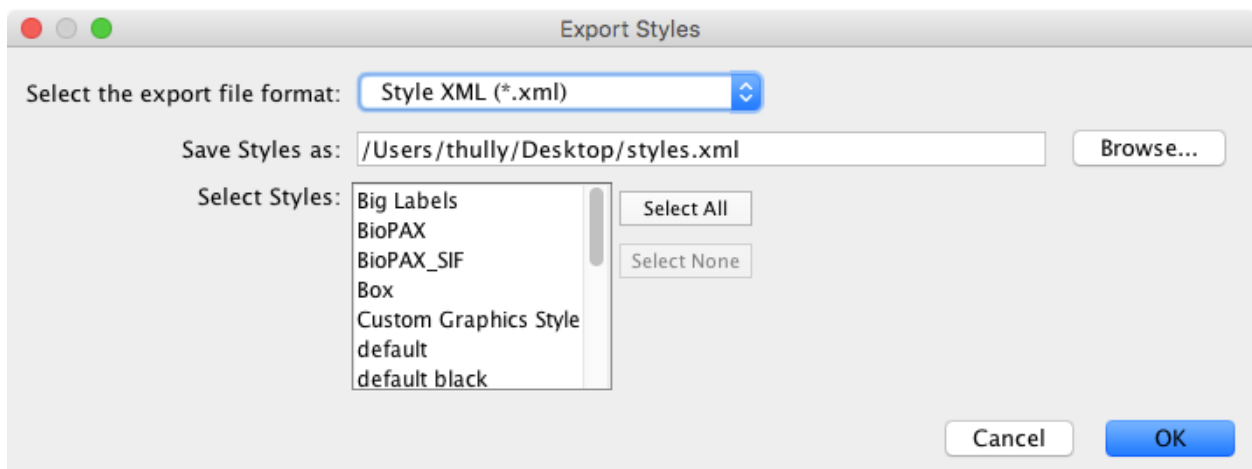 Export Styles
Select the export file format: Style XML (*.xml)
Save Styles as: /Users/thully/Desktop/styles.xml Browse...
Select Styles: Big Labels Select All
BioPAX
BioPAX_SIF Select None
Box
Custom Graphics Style
default
default black
Cancel OK